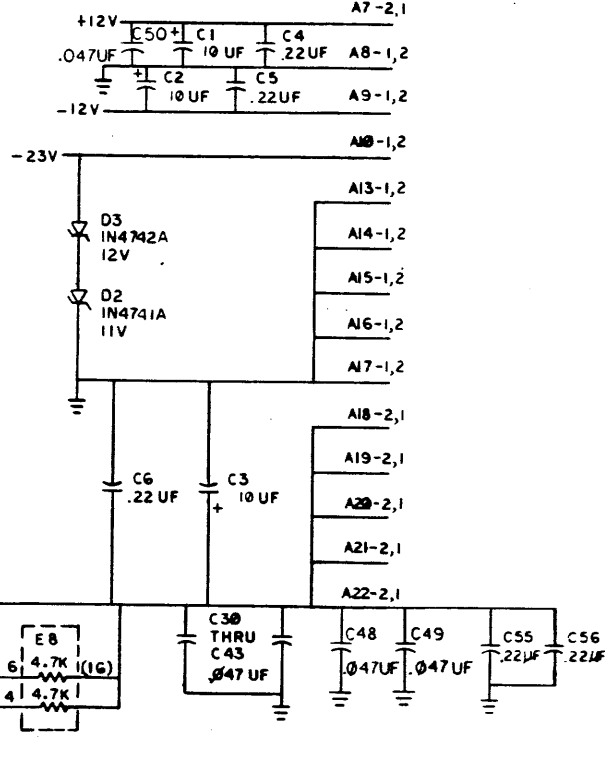 A7-2,1
+12V
C50 + C1 C4
.047UF 10 UF .22UF A8-1,2
+ C2 C5
10 UF .22UF A9-1,2
-12V
A10-1,2
-23V
A13-1,2
D3
1N4742A A14-1,2
12V
A15-1,2
D2
1N4741A A16-1,2
11V
A17-1,2
A18-2,1
A19-2,1
C6 C3
.22 UF 10 UF A20-2,1
+
A21-2,1
A22-2,1
C30
THRU
C43
.047 UF
C48 C49 C55 C56
.047UF .047UF .22UF .22UF
E8
6 4.7K (16)
4 4.7K